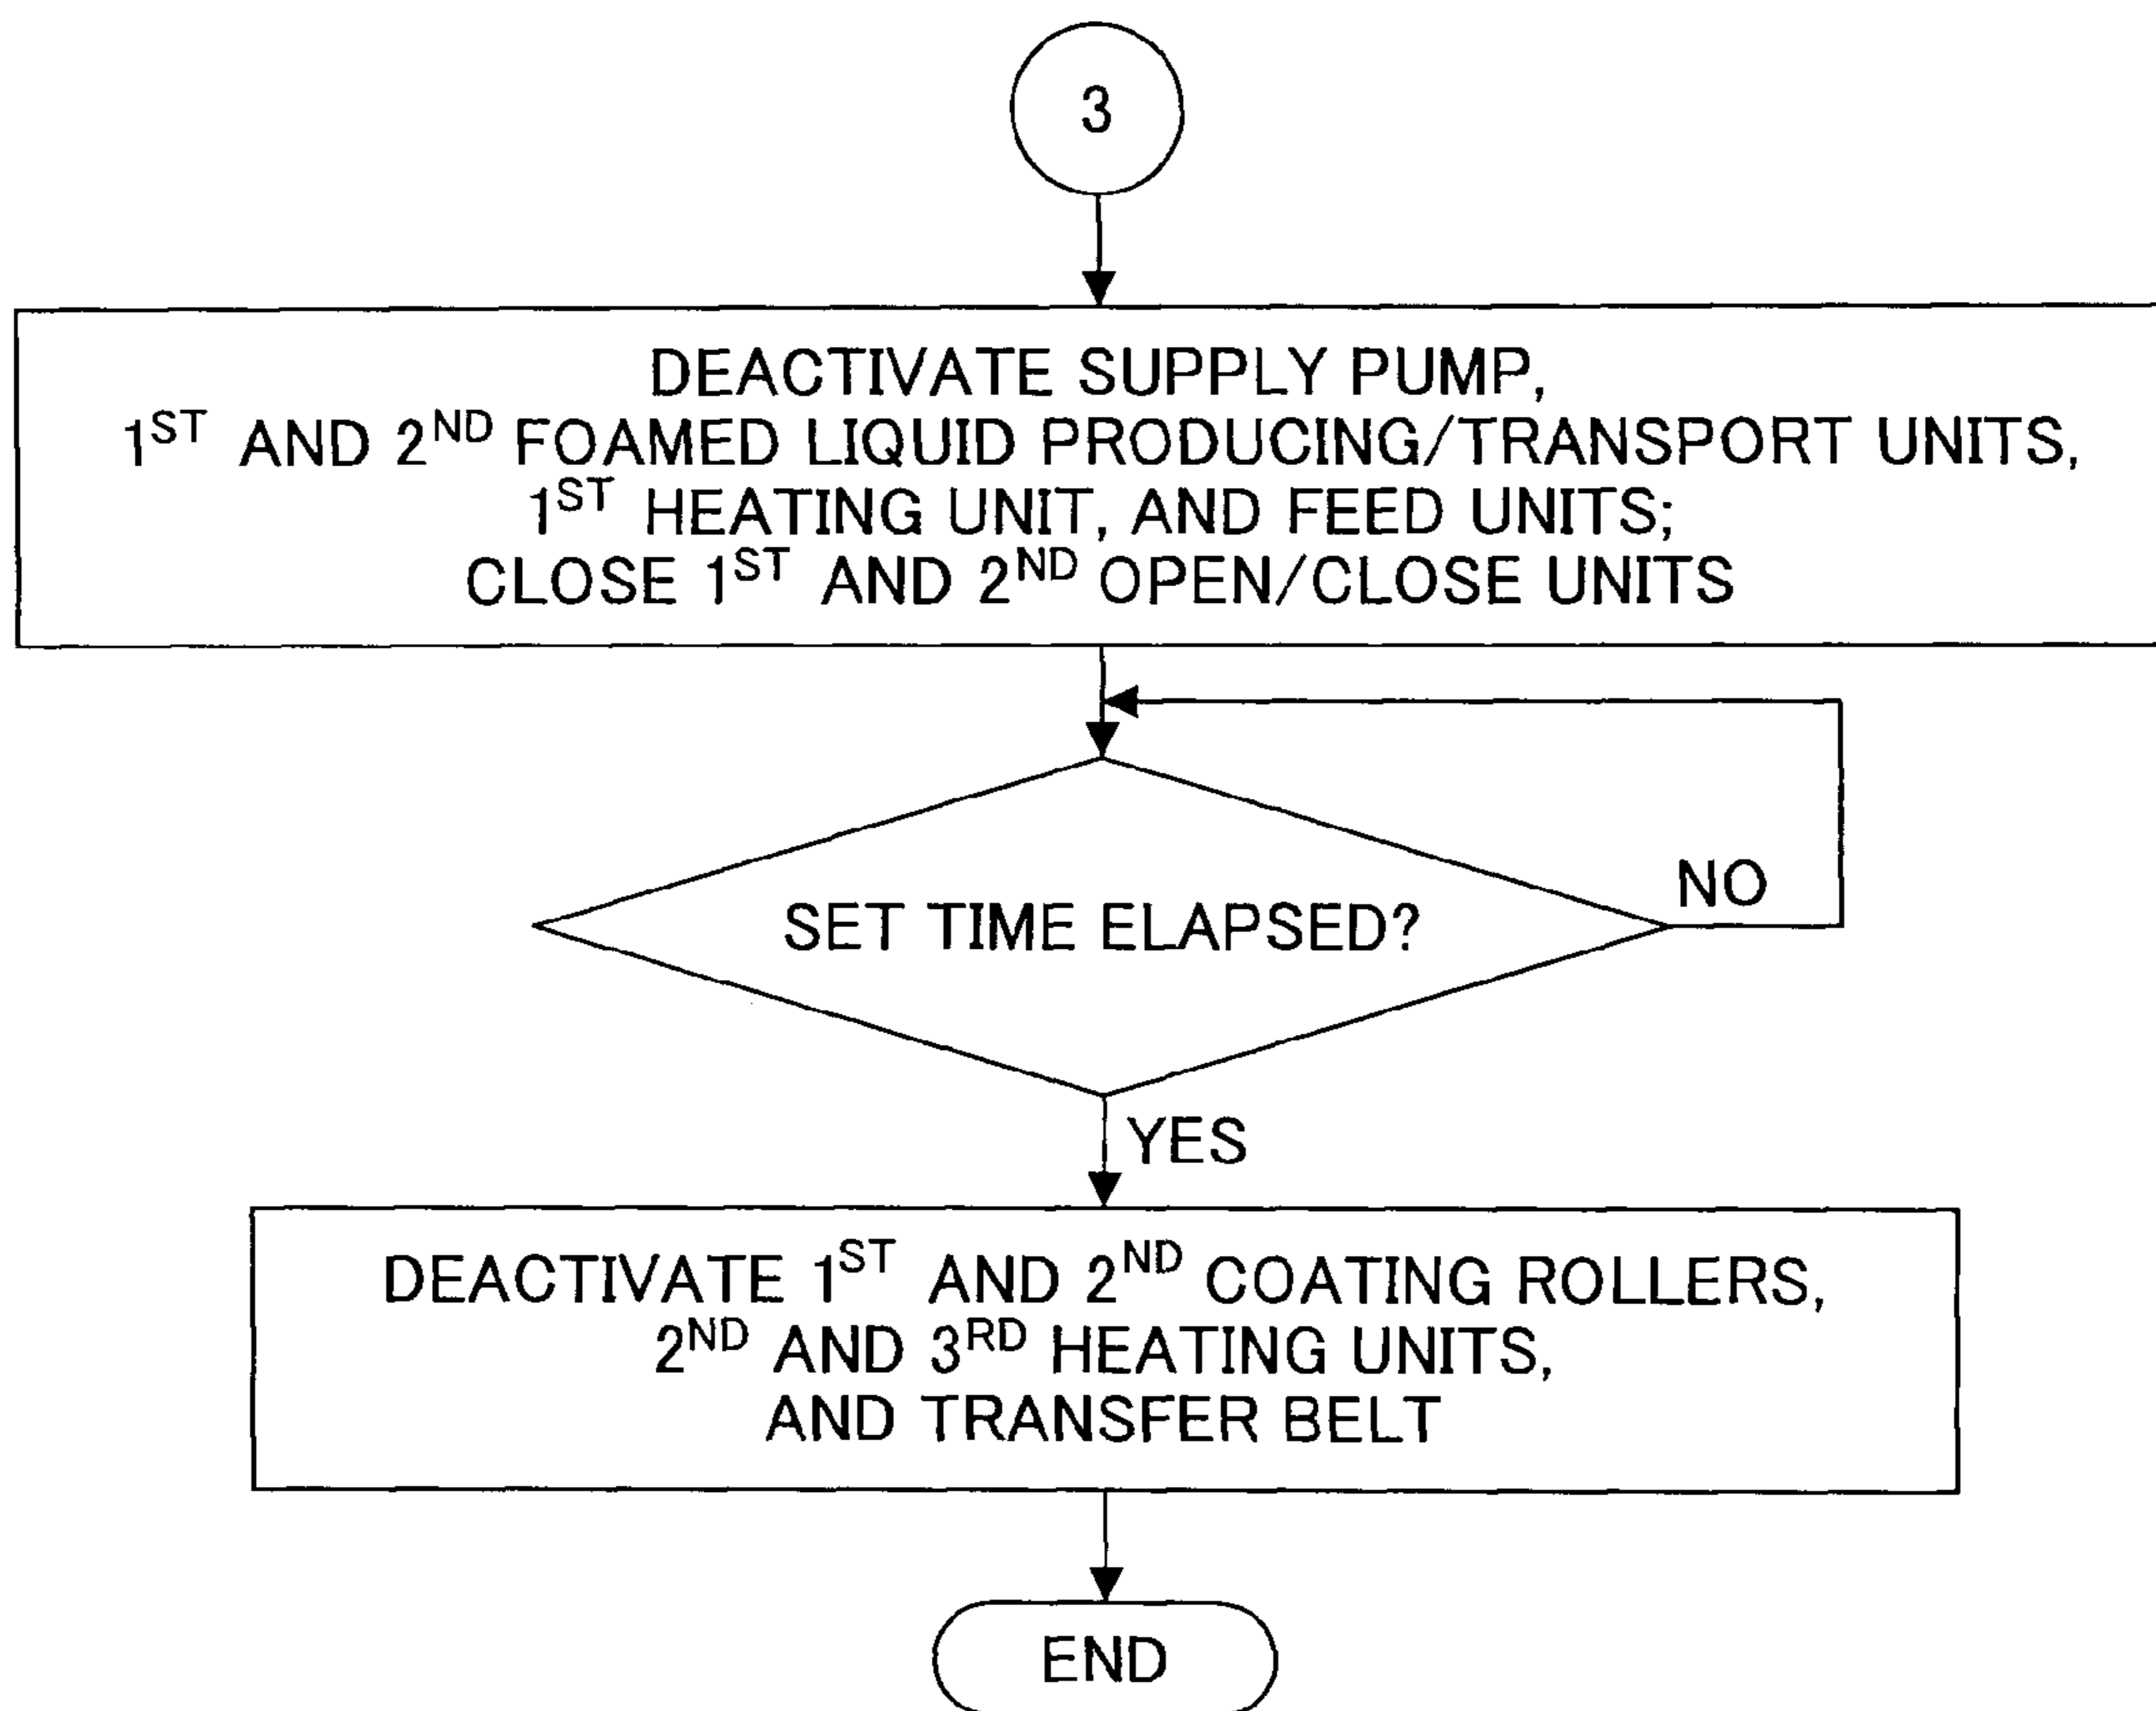 3
DEACTIVATE SUPPLY PUMP,
1ST AND 2ND FOAMED LIQUID PRODUCING/TRANSPORT UNITS,
1ST HEATING UNIT, AND FEED UNITS;
CLOSE 1ST AND 2ND OPEN/CLOSE UNITS
NO
SET TIME ELAPSED?
YES
DEACTIVATE 1ST AND 2ND COATING ROLLERS,
2ND AND 3RD HEATING UNITS,
AND TRANSFER BELT
END